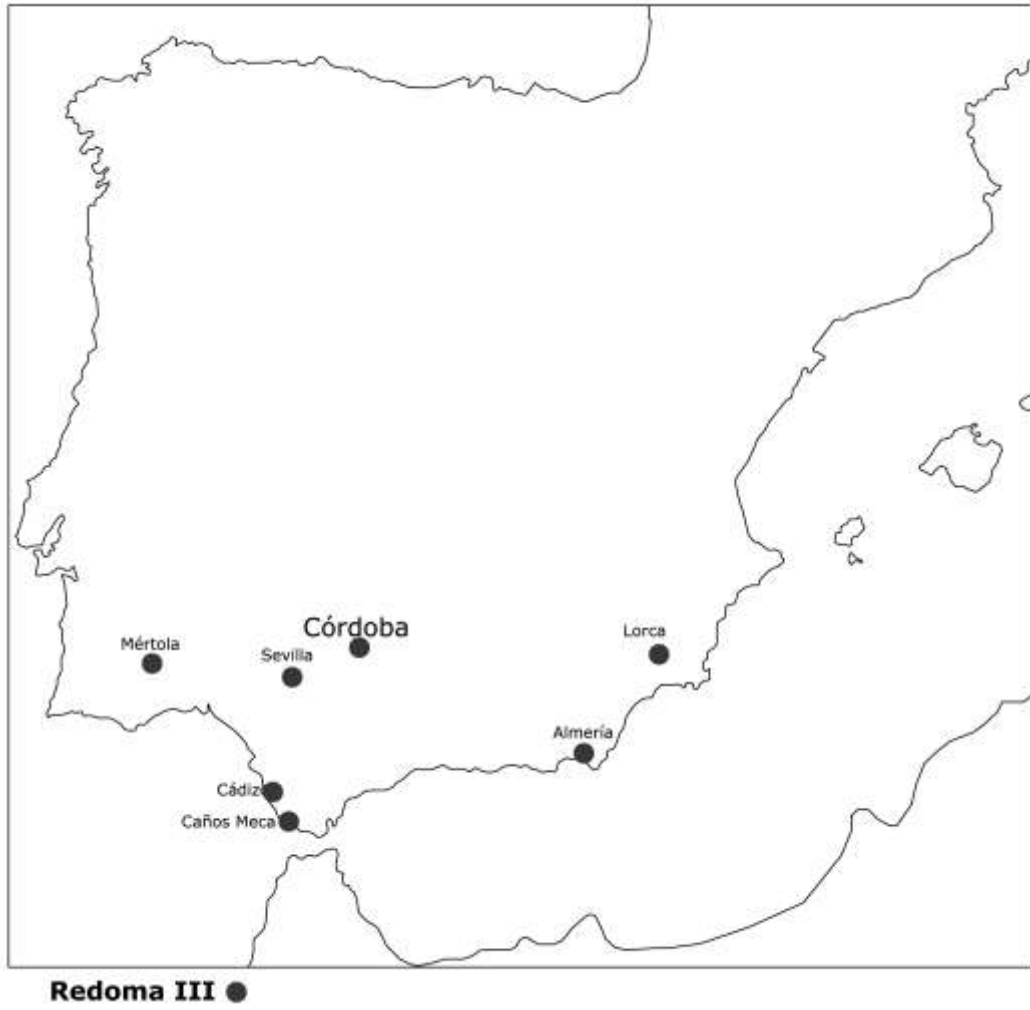 Córdoba
Lorca
Mértola
Sevilla
Almería
Cádiz
Caños Meca
Redoma III